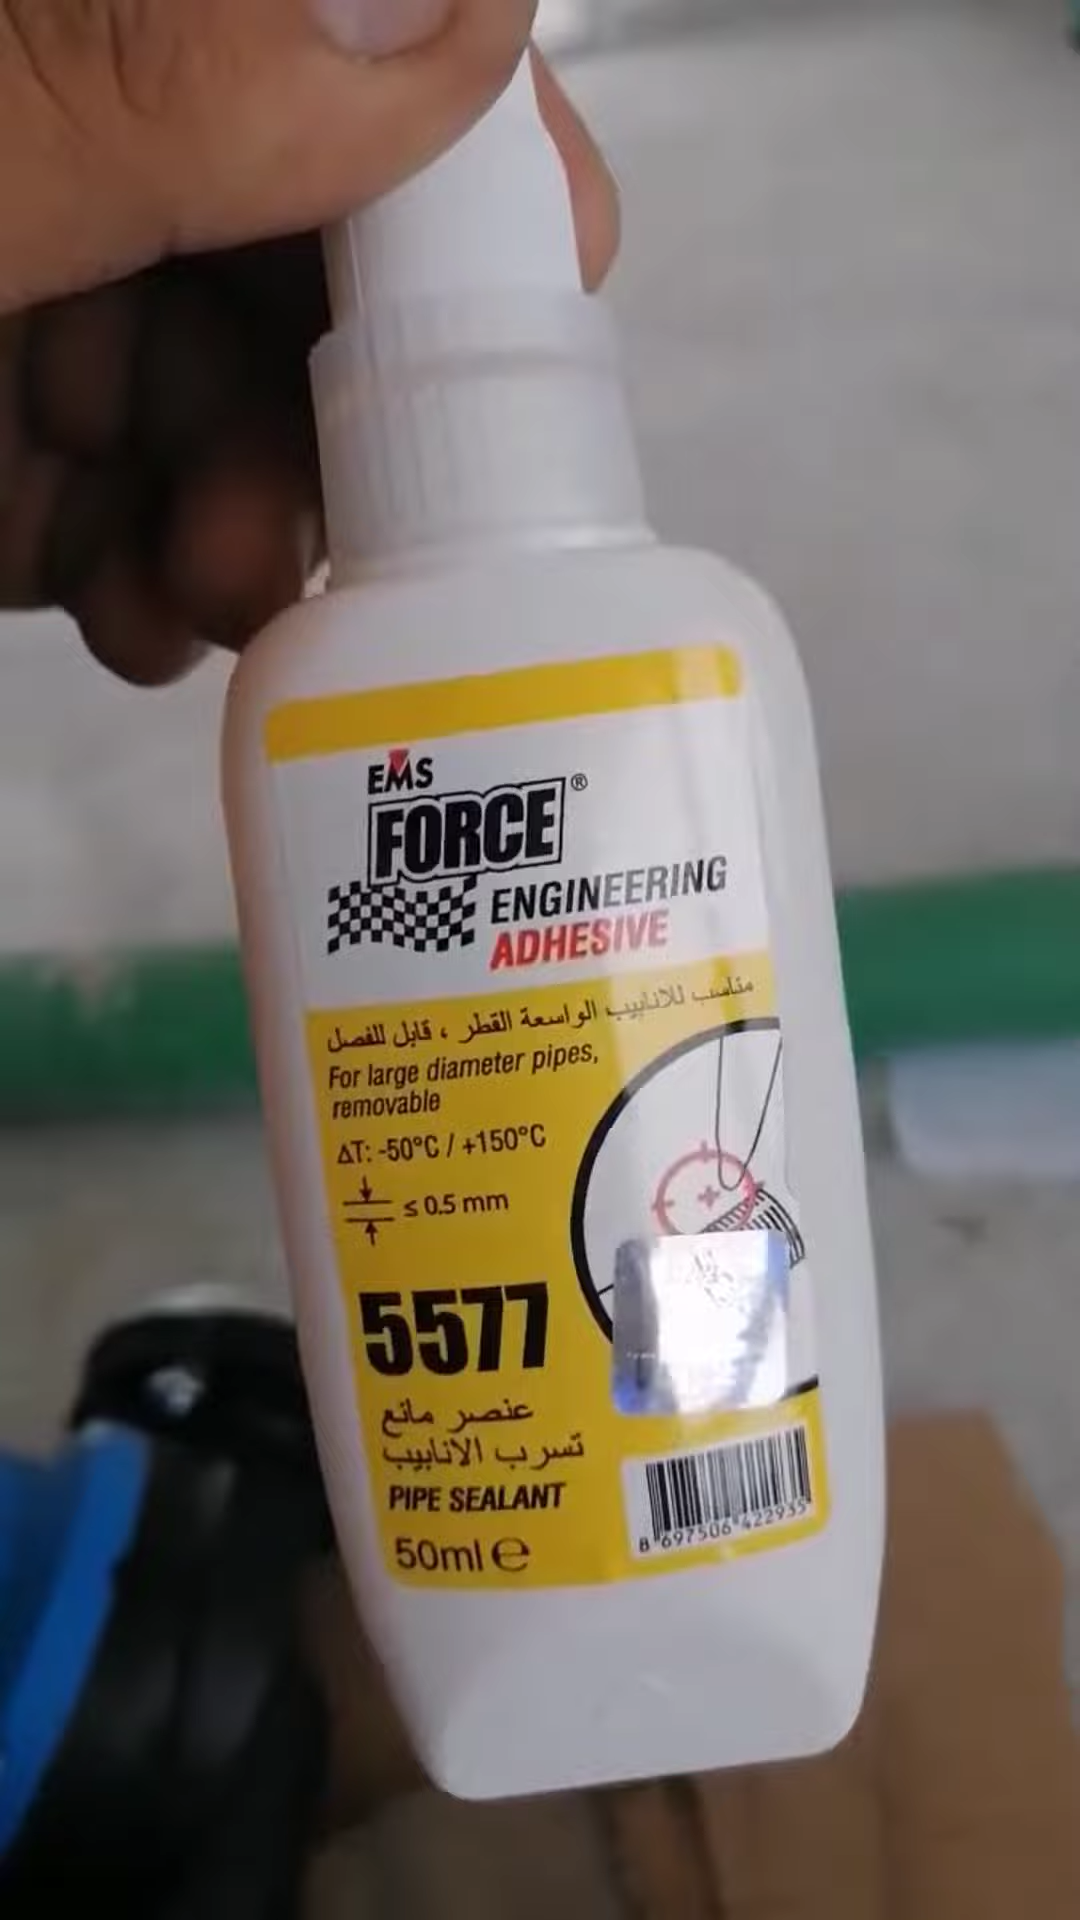 EMS
FORCE®
ENGINEERING
ADHESIVE
مناسب للانابيب الواسعة القطر ، قابل للفصل
For large diameter pipes,
removable
ΔT: -50°C / +150°C
≤ 0.5 mm
5577
عنصر مانع
تسرب الانابيب
PIPE SEALANT
50ml ℮
8 697506 422935